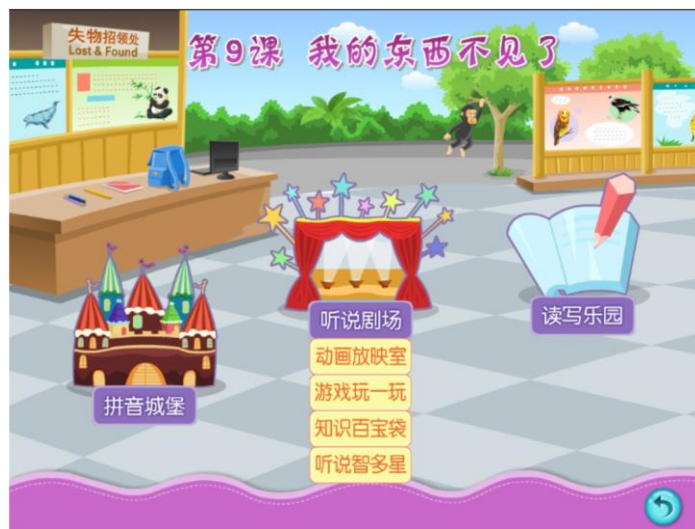 失物招领处
Lost & Found
第9课 我的东西不见了
听说剧场
读写乐园
动画放映室
游戏玩一玩
拼音城堡
知识百宝袋
听说智多星